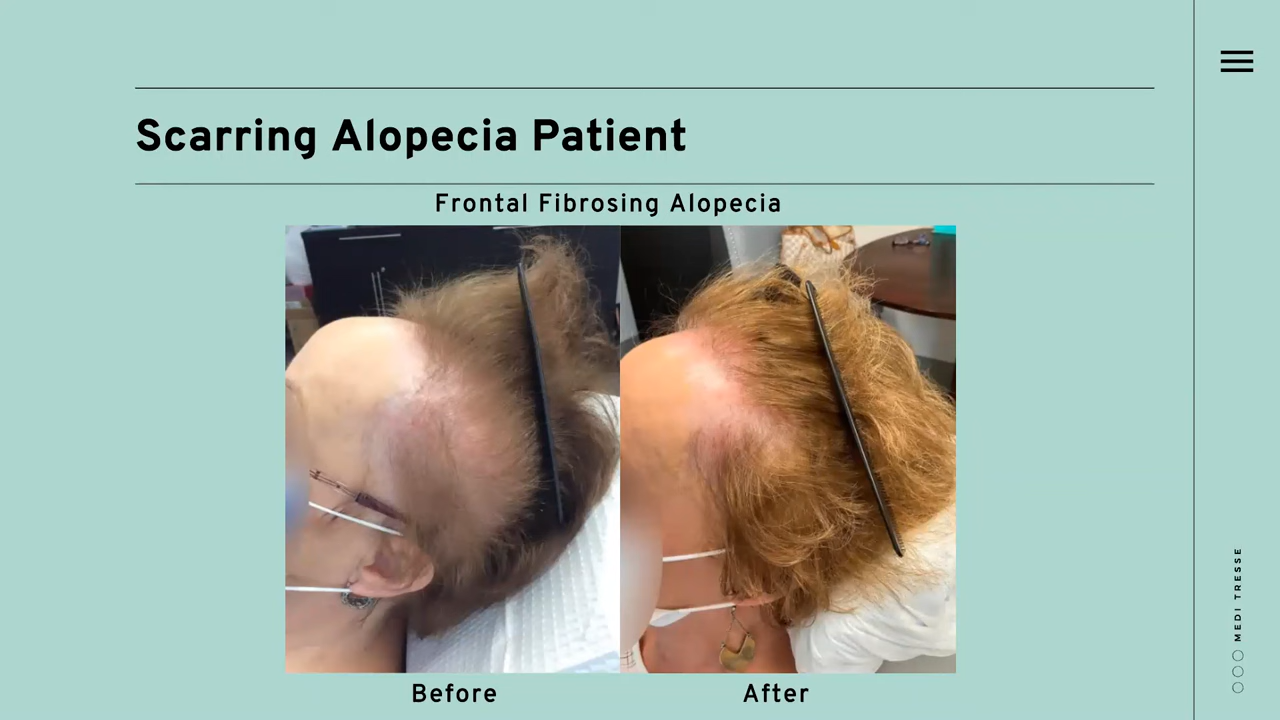 Scarring Alopecia Patient
Frontal Fibrosing Alopecia
Before
After
MEDI TRESSE